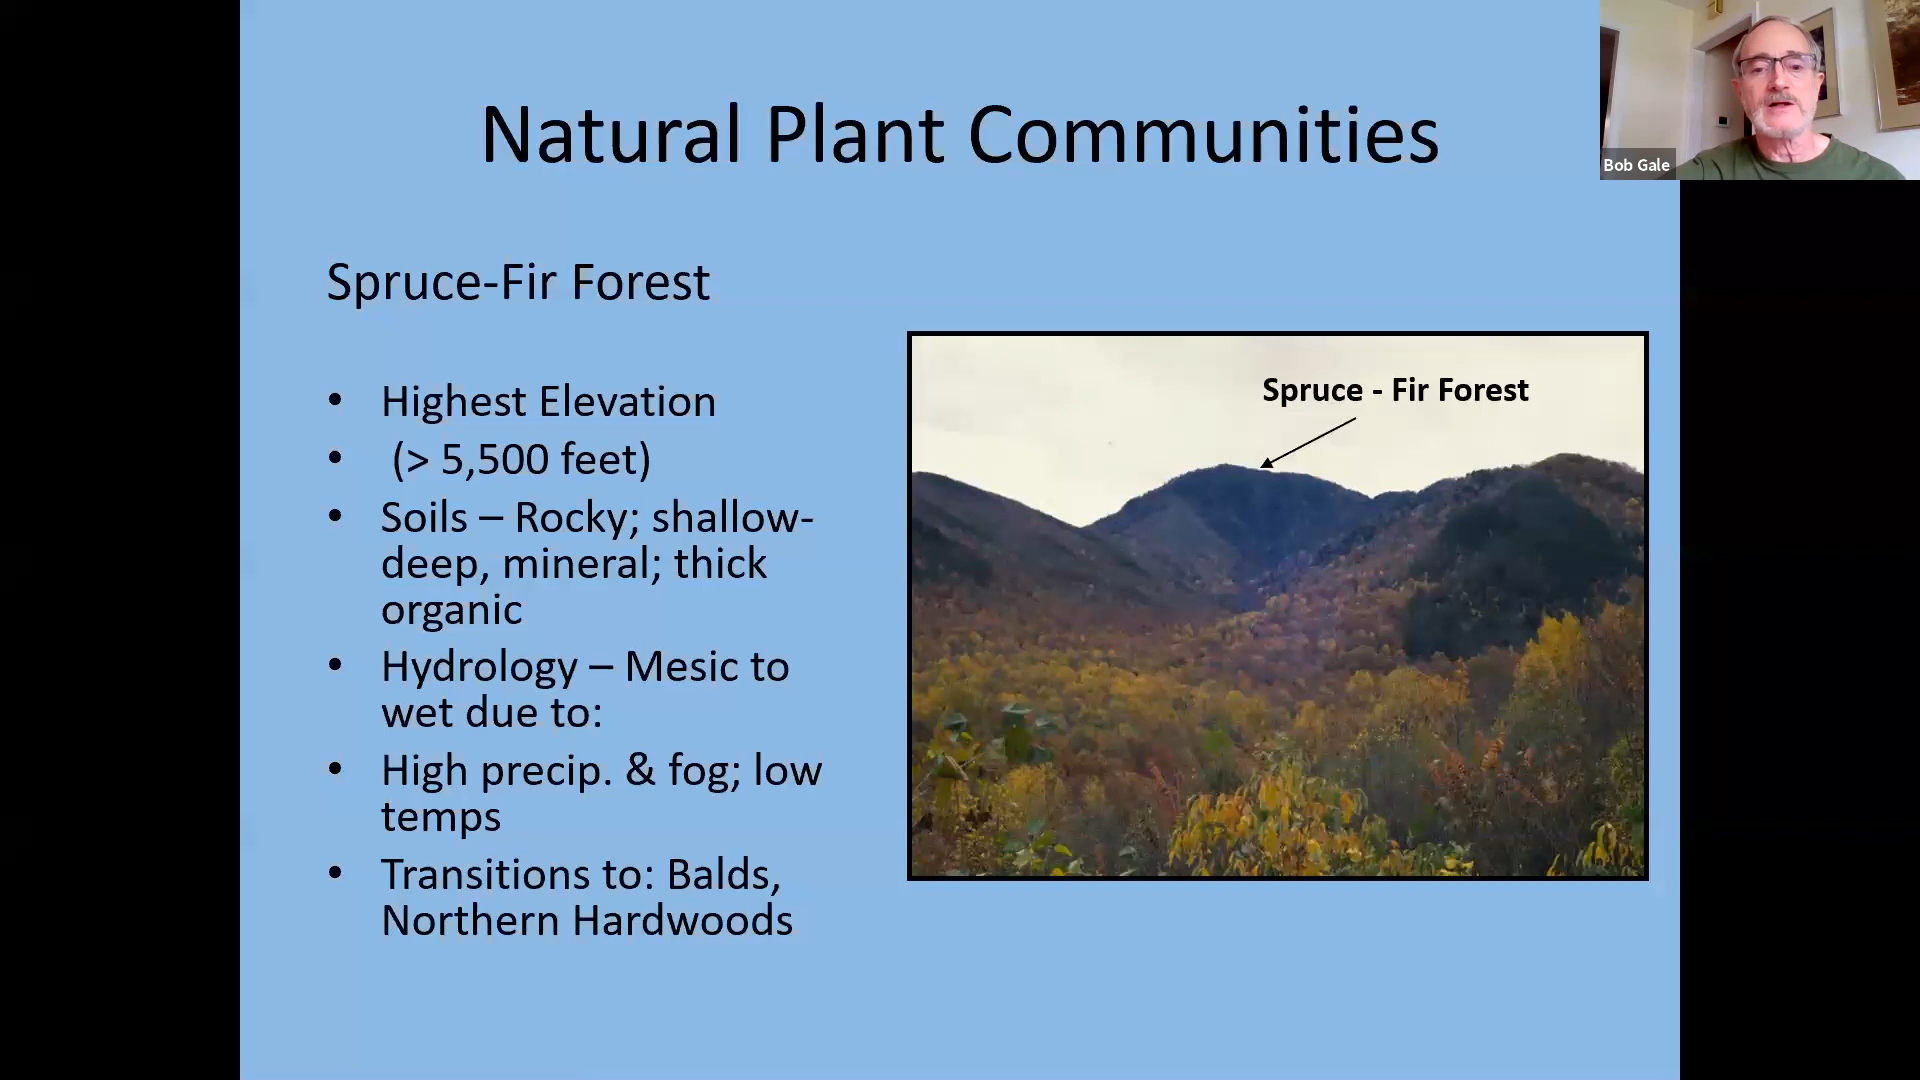 Natural Plant Communities
Bob Gale
Spruce-Fir Forest
• Highest Elevation
• (> 5,500 feet)
• Soils – Rocky; shallow-
deep, mineral; thick
organic
• Hydrology – Mesic to
wet due to:
• High precip. & fog; low
temps
• Transitions to: Balds,
Northern Hardwoods
Spruce - Fir Forest